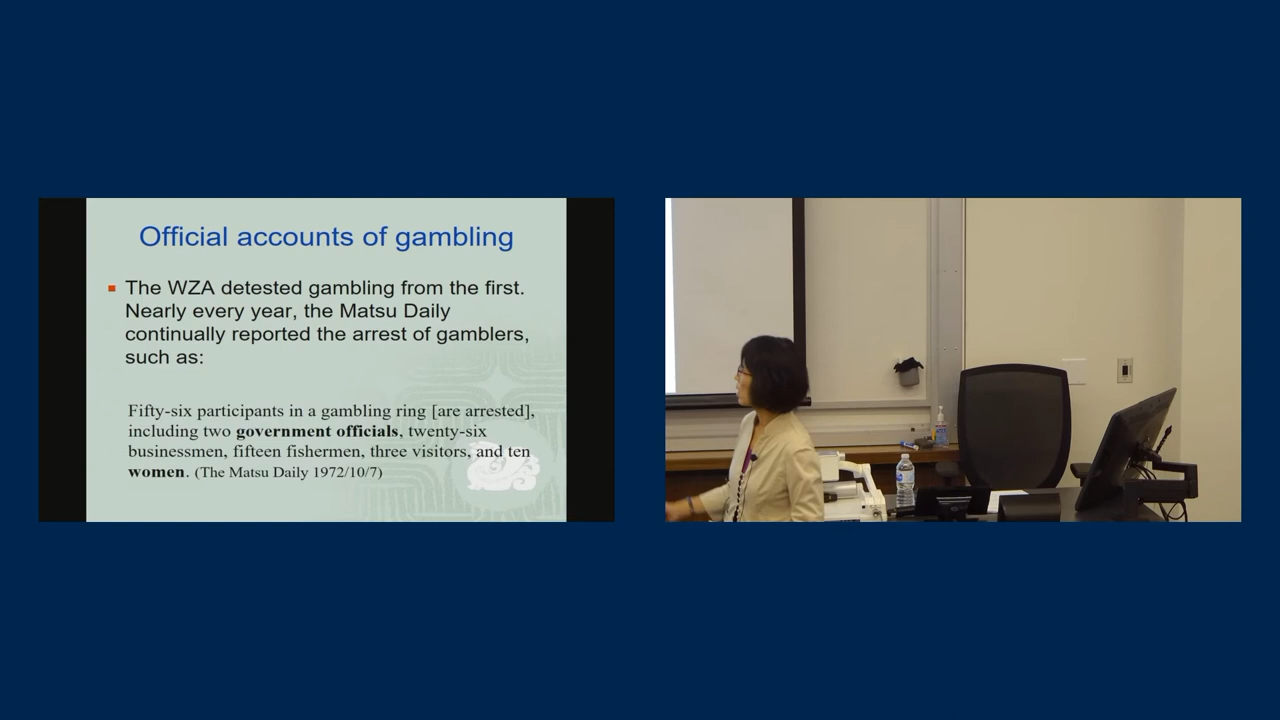 Official accounts of gambling
The WZA detested gambling from the first.
Nearly every year, the Matsu Daily
continually reported the arrest of gamblers,
such as:
Fifty-six participants in a gambling ring [are arrested],
including two government officials, twenty-six
businessmen, fifteen fishermen, three visitors, and ten
women. (The Matsu Daily 1972/10/7)